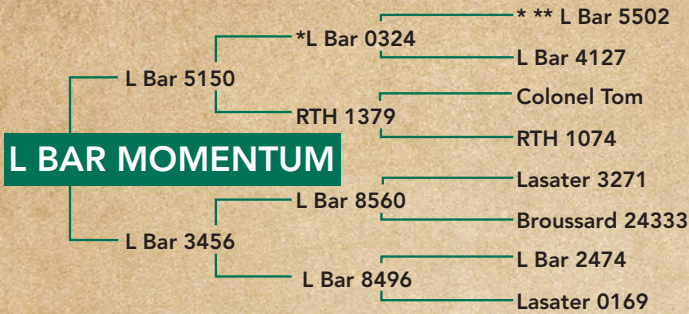 * ** L Bar 5502
*L Bar 0324
L Bar 4127
L Bar 5150
Colonel Tom
RTH 1379
RTH 1074
L BAR MOMENTUM
Lasater 3271
L Bar 8560
Broussard 24333
L Bar 3456
L Bar 2474
L Bar 8496
Lasater 0169